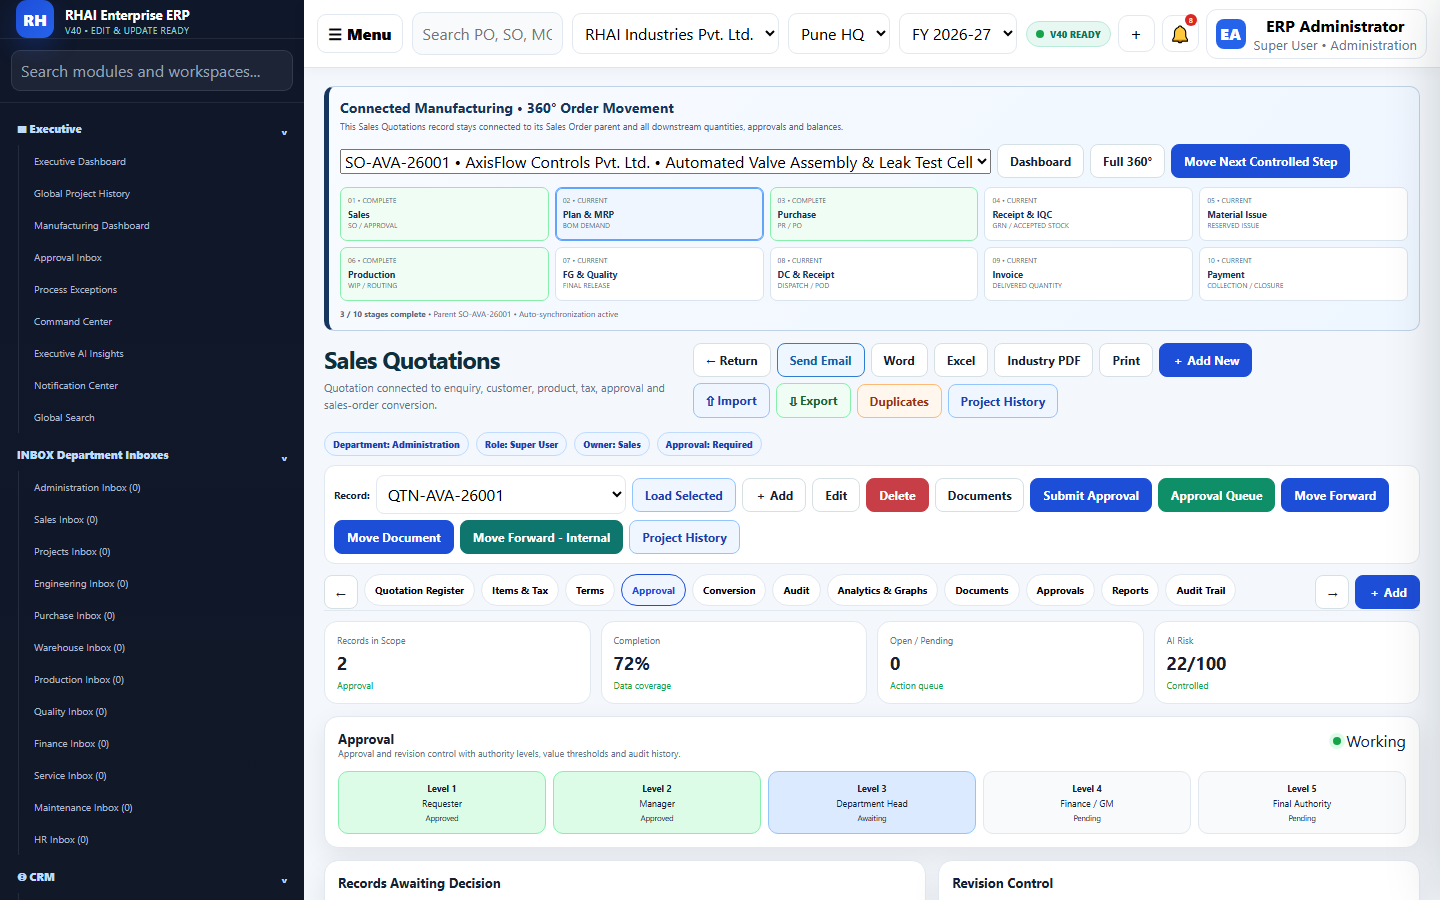 RH
RHAI Enterprise ERP
V40 • EDIT & UPDATE READY
Search modules and workspaces...
Executive
Executive Dashboard
Global Project History
Manufacturing Dashboard
Approval Inbox
Process Exceptions
Command Center
Executive AI Insights
Notification Center
Global Search
INBOX Department Inboxes
Administration Inbox (0)
Sales Inbox (0)
Projects Inbox (0)
Engineering Inbox (0)
Purchase Inbox (0)
Warehouse Inbox (0)
Production Inbox (0)
Quality Inbox (0)
Finance Inbox (0)
Service Inbox (0)
Maintenance Inbox (0)
HR Inbox (0)
CRM
☰ Menu
Search PO, SO, MC
RHAI Industries Pvt. Ltd.
Pune HQ
FY 2026-27
V40 READY
+
8
EA
ERP Administrator
Super User • Administration
Connected Manufacturing • 360° Order Movement
This Sales Quotations record stays connected to its Sales Order parent and all downstream quantities, approvals and balances.
SO-AVA-26001 • AxisFlow Controls Pvt. Ltd. • Automated Valve Assembly & Leak Test Cell
Dashboard
Full 360°
Move Next Controlled Step
01 • COMPLETE
Sales
SO / APPROVAL
02 • CURRENT
Plan & MRP
BOM DEMAND
03 • COMPLETE
Purchase
PR / PO
04 • CURRENT
Receipt & IQC
GRN / ACCEPTED STOCK
05 • CURRENT
Material Issue
RESERVED ISSUE
06 • COMPLETE
Production
WIP / ROUTING
07 • CURRENT
FG & Quality
FINAL RELEASE
08 • CURRENT
DC & Receipt
DISPATCH / POD
09 • CURRENT
Invoice
DELIVERED QUANTITY
10 • CURRENT
Payment
COLLECTION / CLOSURE
3 / 10 stages complete • Parent SO-AVA-26001 • Auto-synchronization active
Sales Quotations
Quotation connected to enquiry, customer, product, tax, approval and
sales-order conversion.
← Return
Send Email
Word
Excel
Industry PDF
Print
+ Add New
⇧ Import
⇩ Export
Duplicates
Project History
Department: Administration
Role: Super User
Owner: Sales
Approval: Required
Record:
QTN-AVA-26001
Load Selected
+ Add
Edit
Delete
Documents
Submit Approval
Approval Queue
Move Forward
Move Document
Move Forward - Internal
Project History
←
Quotation Register
Items & Tax
Terms
Approval
Conversion
Audit
Analytics & Graphs
Documents
Approvals
Reports
Audit Trail
→
+ Add
Records in Scope
2
Approval
Completion
72%
Data coverage
Open / Pending
0
Action queue
AI Risk
22/100
Controlled
Approval
Approval and revision control with authority levels, value thresholds and audit history.
Working
Level 1
Requester
Approved
Level 2
Manager
Approved
Level 3
Department Head
Awaiting
Level 4
Finance / GM
Pending
Level 5
Final Authority
Pending
Records Awaiting Decision
Revision Control